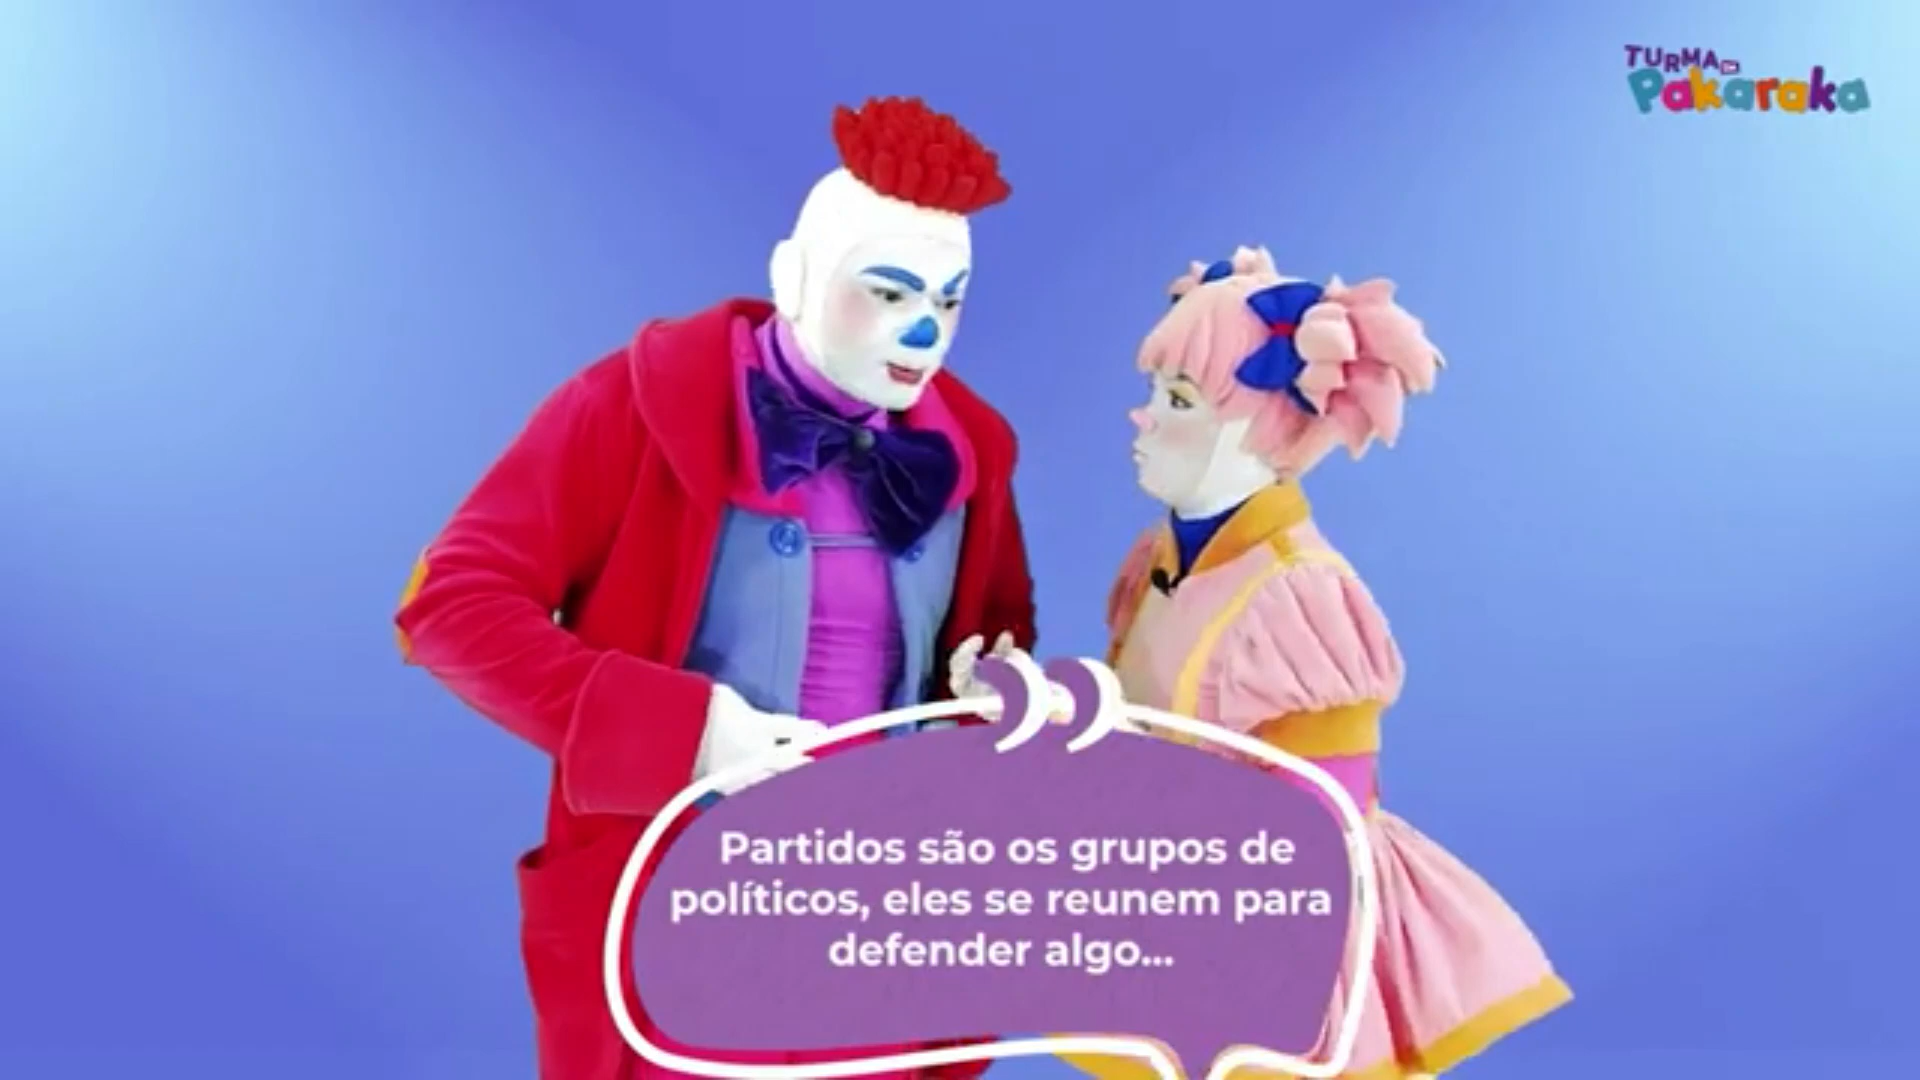 TURMA DA
Pakaraka
Partidos são os grupos de
políticos, eles se reunem para
defender algo...